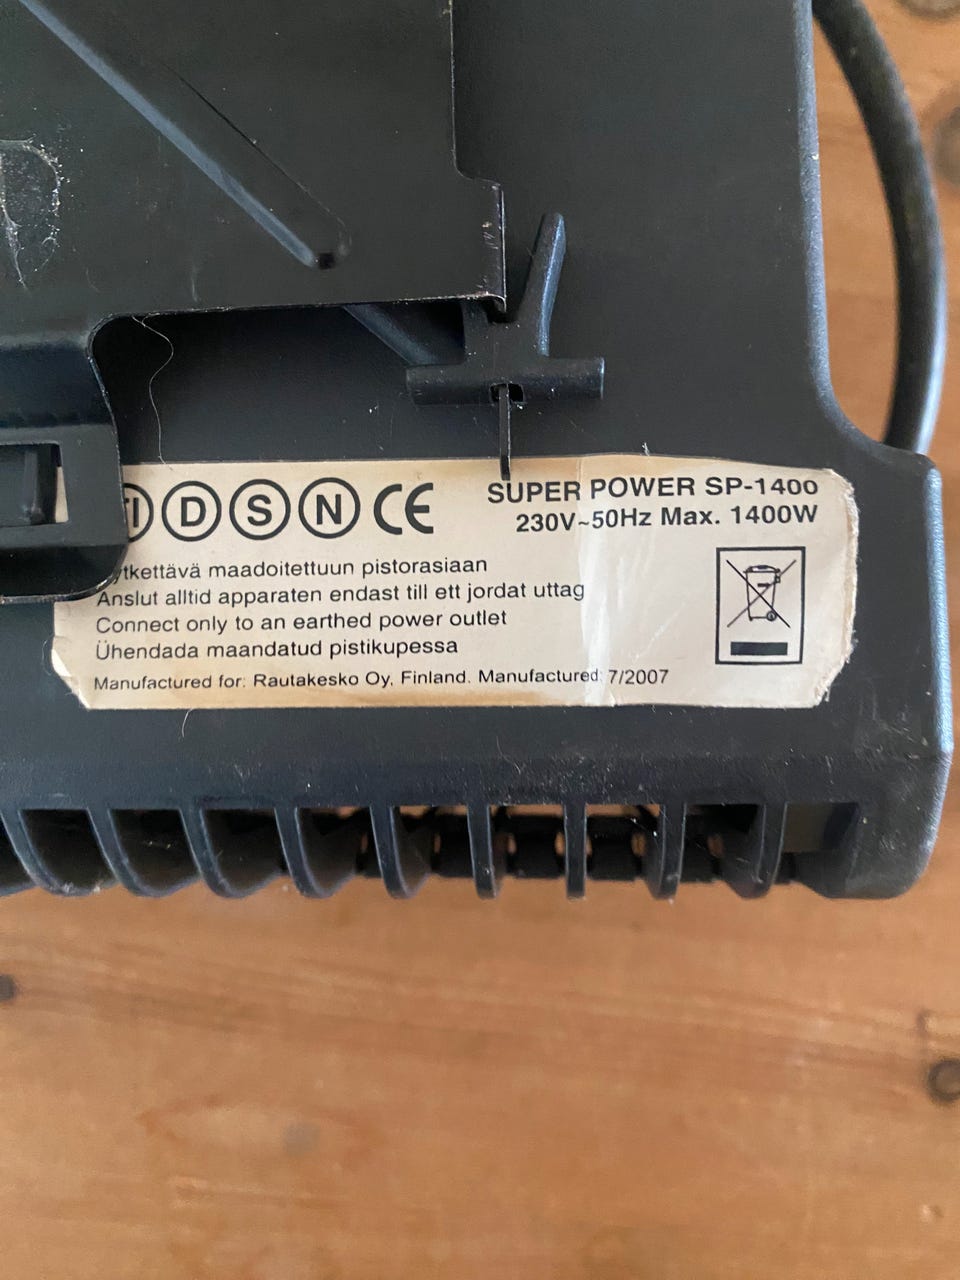 D S N CE
SUPER POWER SP-1400
230V~50Hz Max. 1400W
maadoitettuun pistorasiaan
Anslut alltid apparaten endast till ett jordat uttag
Connect only to an earthed power outlet
Ühendada maandatud pistikupessa
Manufactured for: Rautakesko Oy, Finland. Manufactured: 7/2007